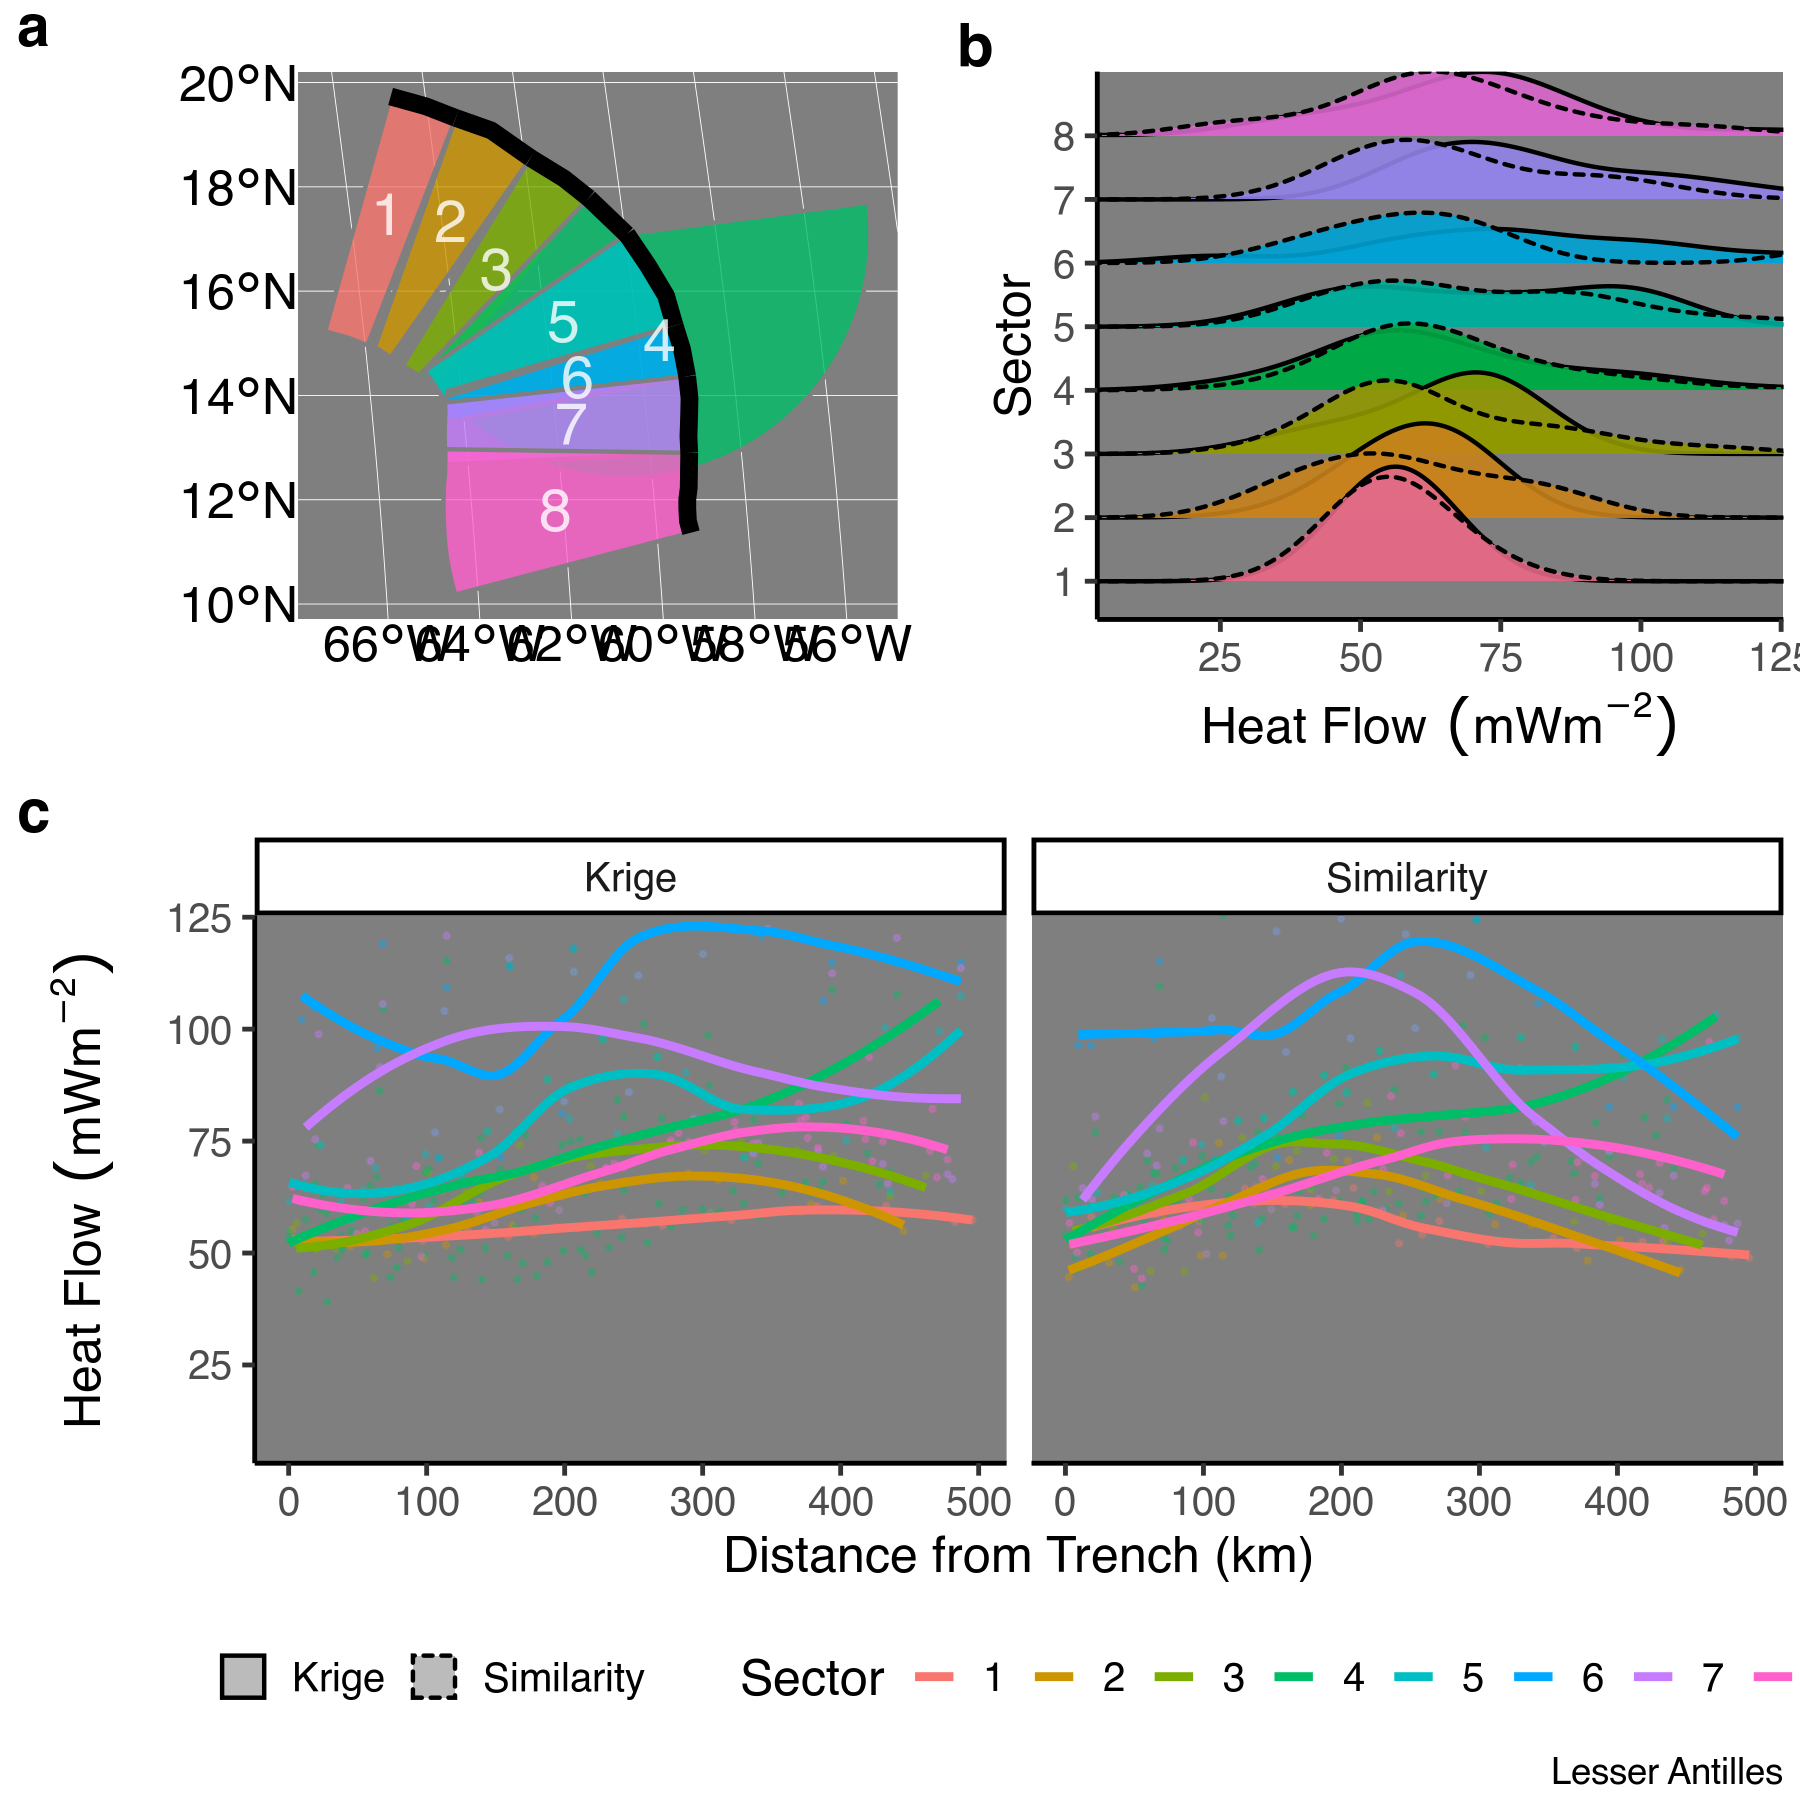 a
20°N
18°N
16°N
14°N
12°N
10°N
66°W 64°W 62°W 60°W 58°W 56°W
1
2
3
5
4
6
7
8
b
Sector
8
7
6
5
4
3
2
1
25 50 75 100 125
Heat Flow (mWm−2)
c
Krige Similarity
Heat Flow (mWm−2)
125
100
75
50
25
0 100 200 300 400 500 0 100 200 300 400 500
Distance from Trench (km)
Krige Similarity Sector 1 2 3 4 5 6 7
Lesser Antilles